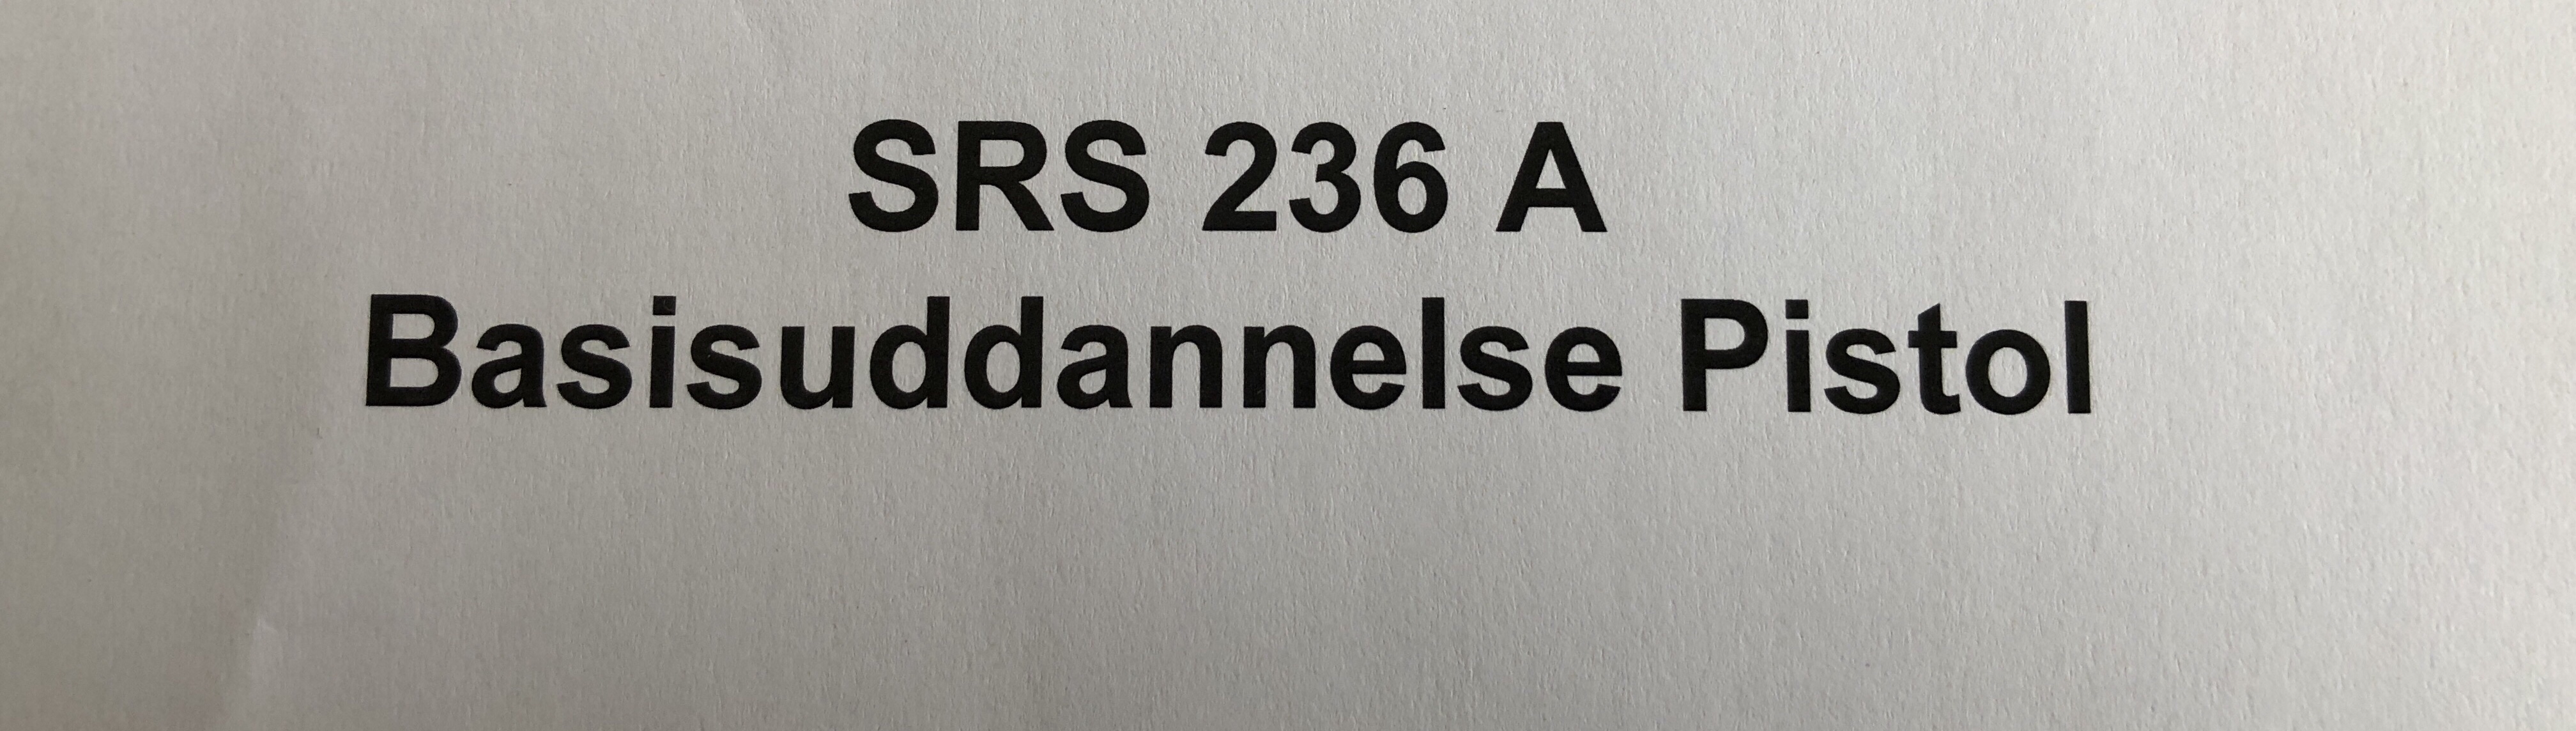 SRS 236 A
Basisuddannelse Pistol